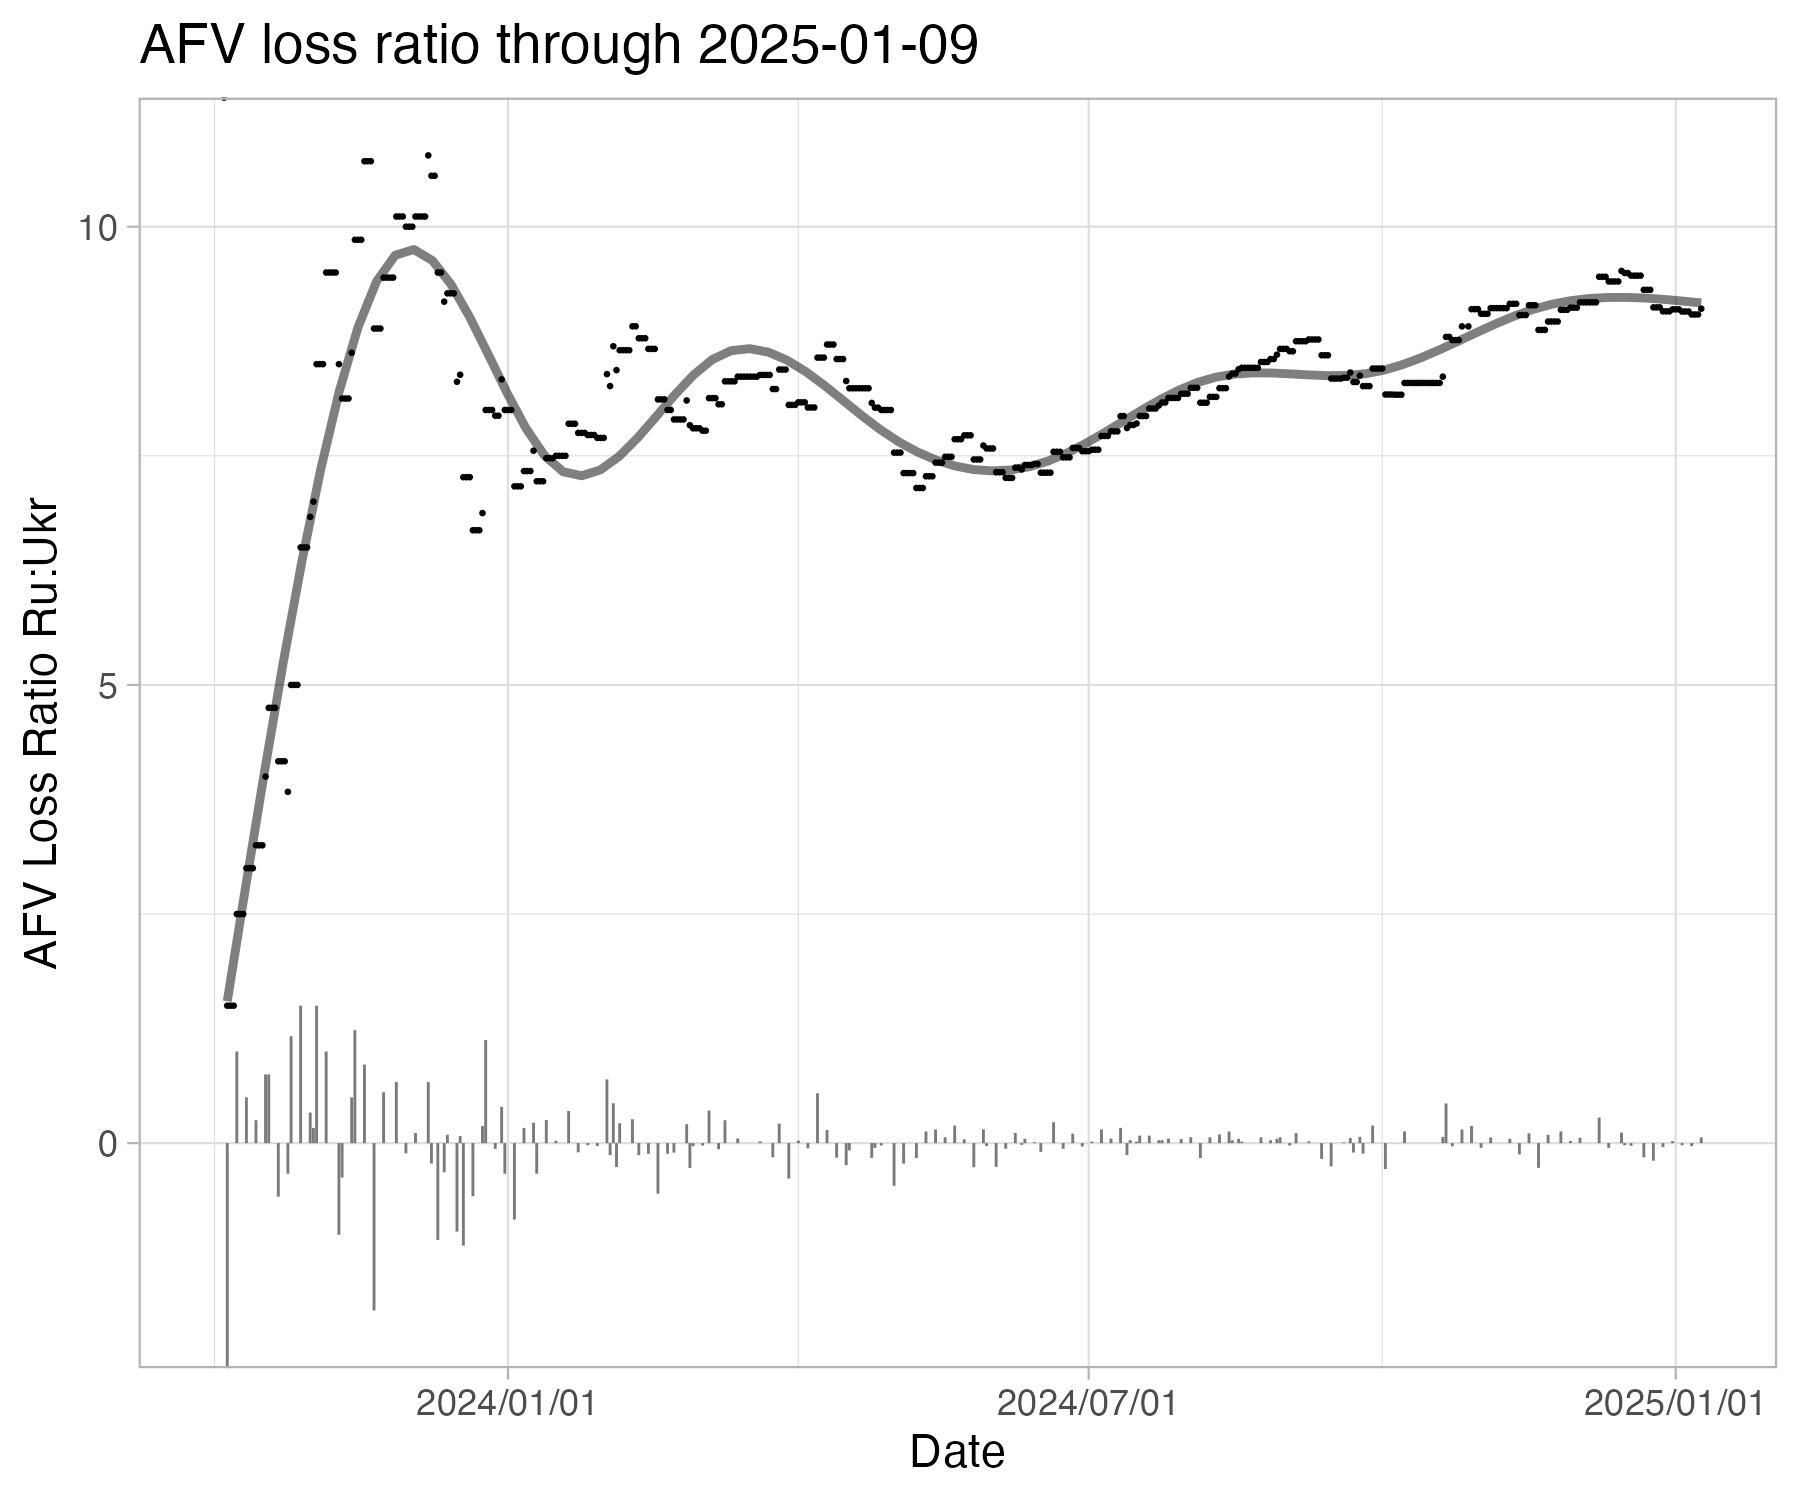 AFV loss ratio through 2025-01-09
AFV Loss Ratio Ru:Ukr
10
5
0
2024/01/01
2024/07/01
2025/01/01
Date